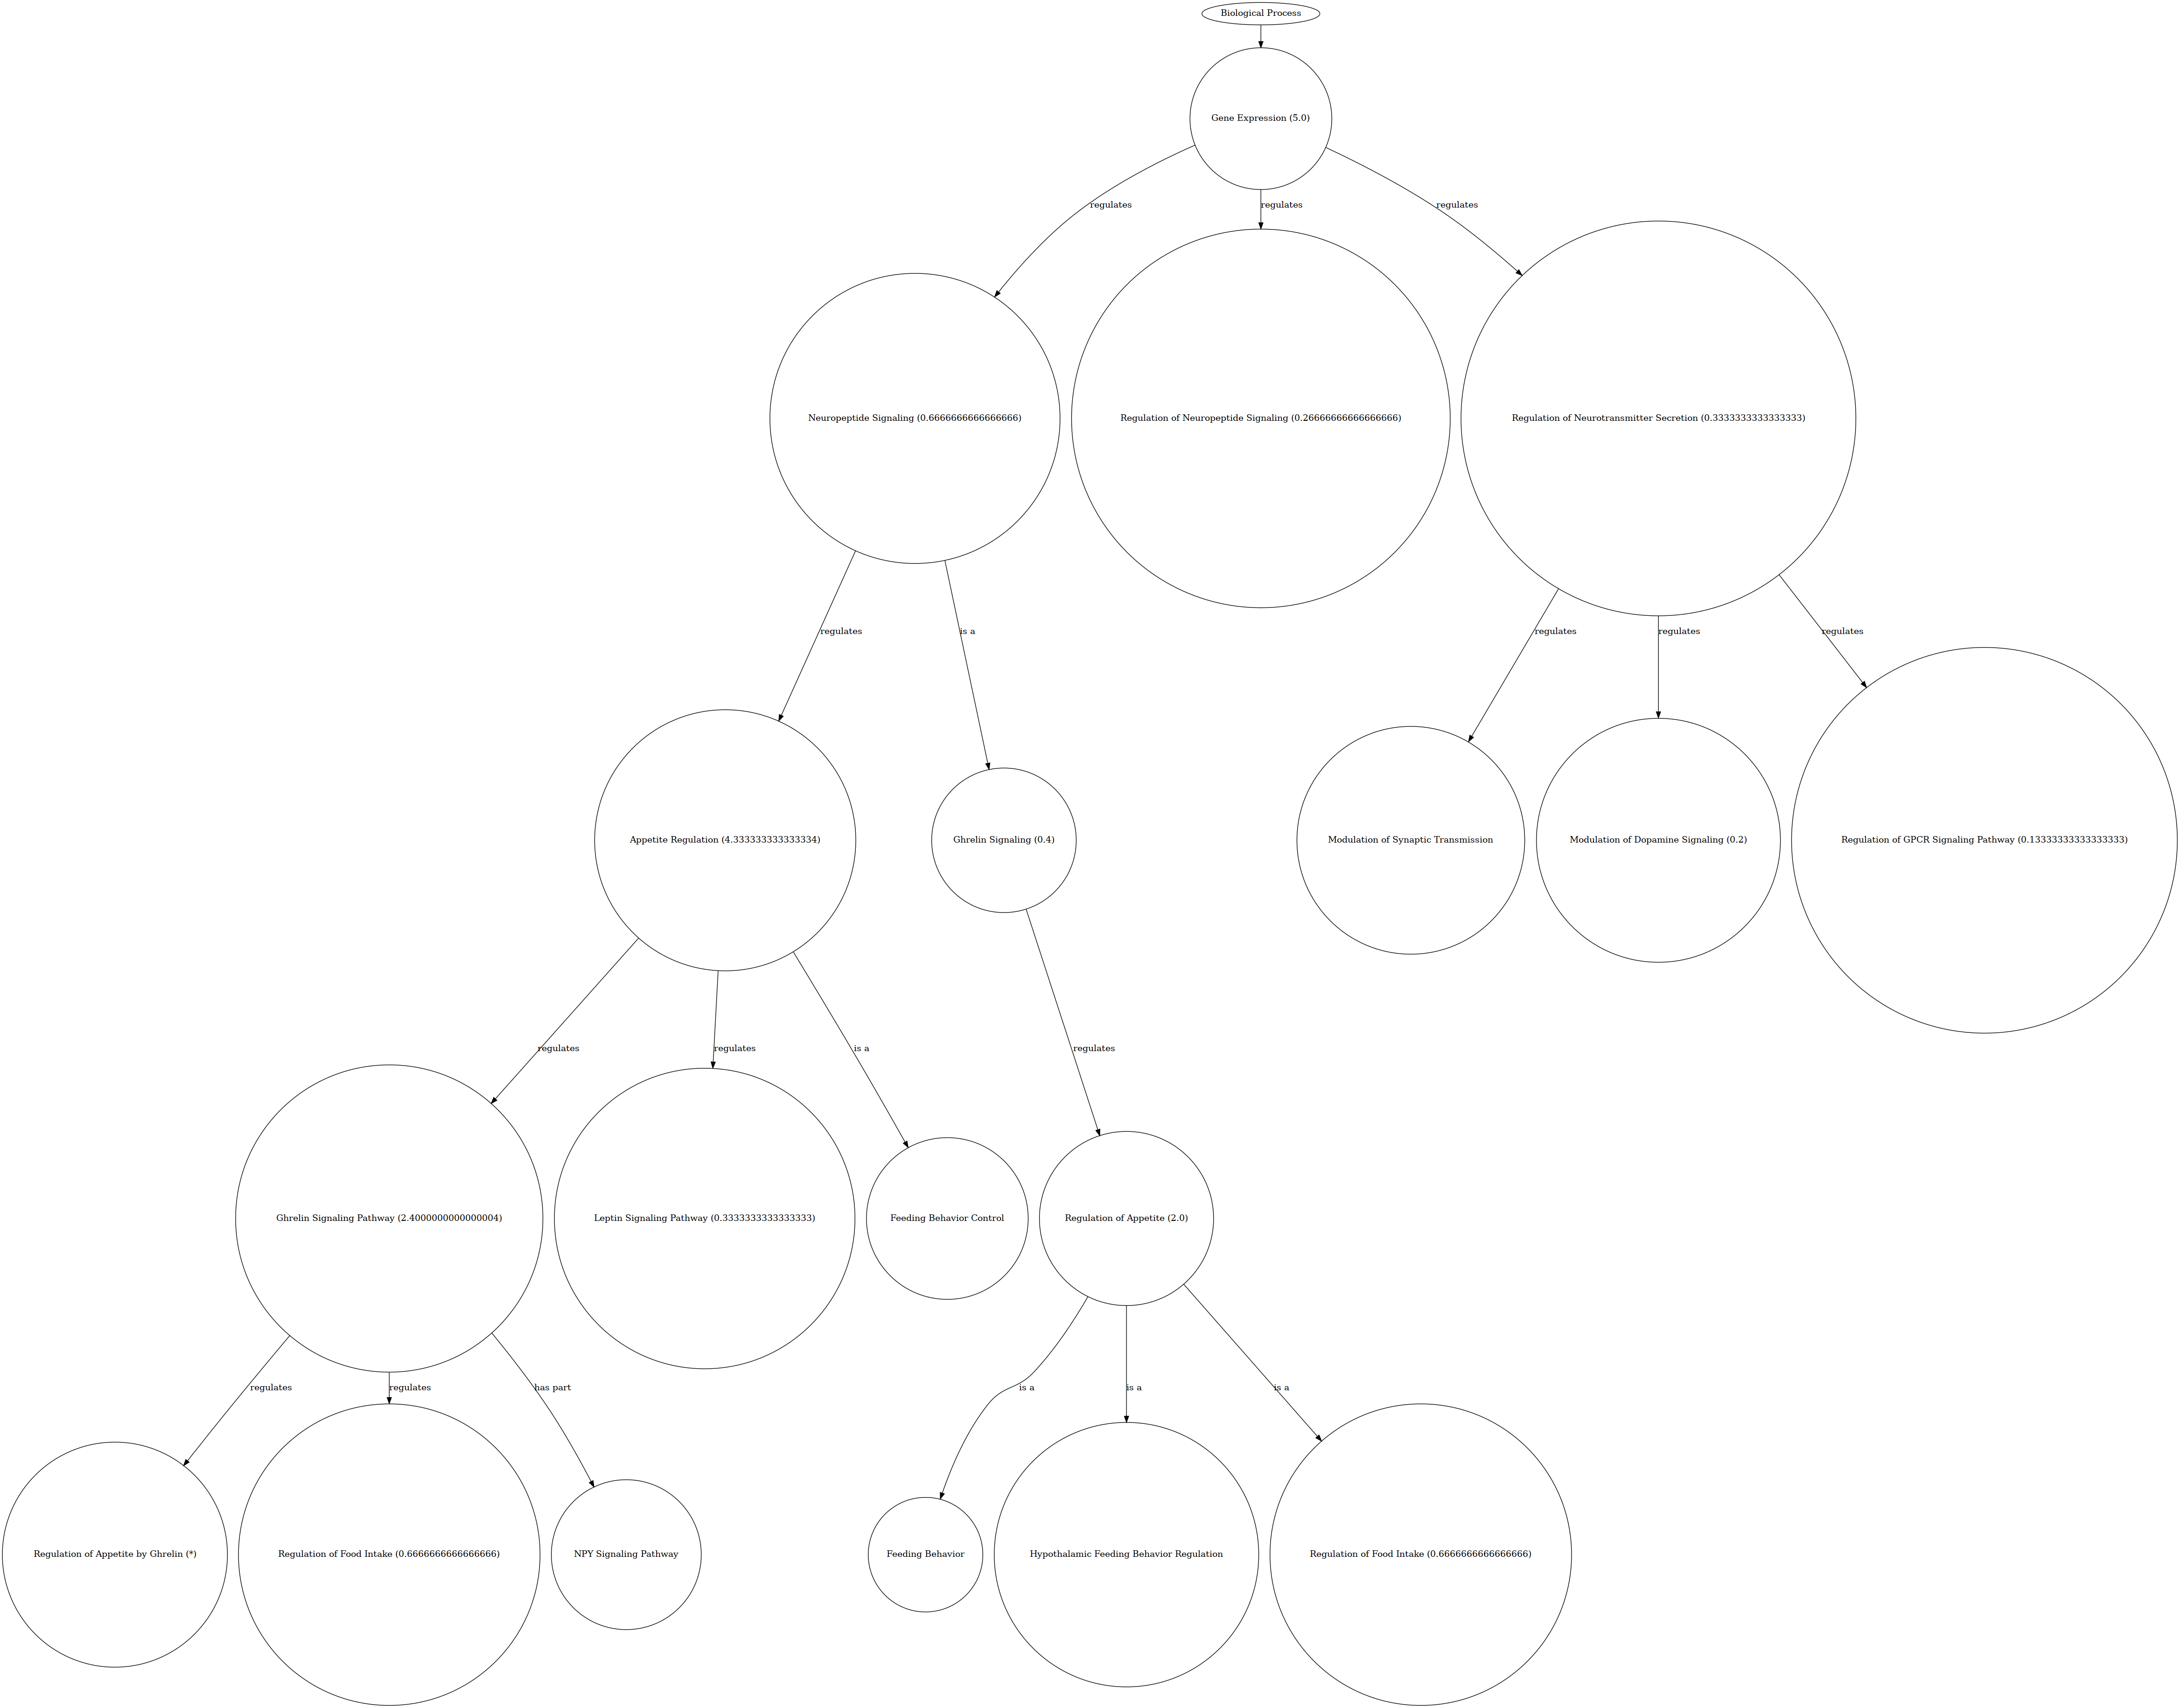 Biological Process
Gene Expression (5.0)
regulates
regulates
regulates
Neuropeptide Signaling (0.6666666666666666)
Regulation of Neuropeptide Signaling (0.26666666666666666)
Regulation of Neurotransmitter Secretion (0.3333333333333333)
regulates
is a
regulates
regulates
regulates
Appetite Regulation (4.333333333333334)
Ghrelin Signaling (0.4)
Modulation of Synaptic Transmission
Modulation of Dopamine Signaling (0.2)
Regulation of GPCR Signaling Pathway (0.13333333333333333)
regulates
regulates
is a
regulates
Ghrelin Signaling Pathway (2.4000000000000004)
Leptin Signaling Pathway (0.3333333333333333)
Feeding Behavior Control
Regulation of Appetite (2.0)
regulates
regulates
has part
is a
is a
is a
Regulation of Appetite by Ghrelin (*)
Regulation of Food Intake (0.6666666666666666)
NPY Signaling Pathway
Feeding Behavior
Hypothalamic Feeding Behavior Regulation
Regulation of Food Intake (0.6666666666666666)